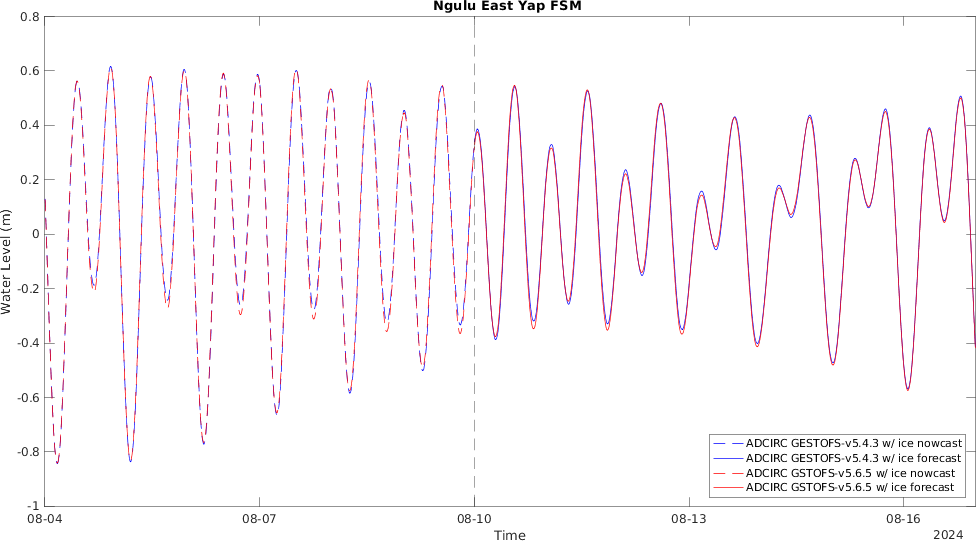 Ngulu East Yap FSM
0.8
0.6
0.4
0.2
0
-0.2
-0.4
-0.6
-0.8
-1
Water Level (m)
ADCIRC GESTOFS-v5.4.3 w/ ice nowcast
ADCIRC GESTOFS-v5.4.3 w/ ice forecast
ADCIRC GSTOFS-v5.6.5 w/ ice nowcast
ADCIRC GSTOFS-v5.6.5 w/ ice forecast
08-04 08-07 08-10 08-13 08-16
Time
2024